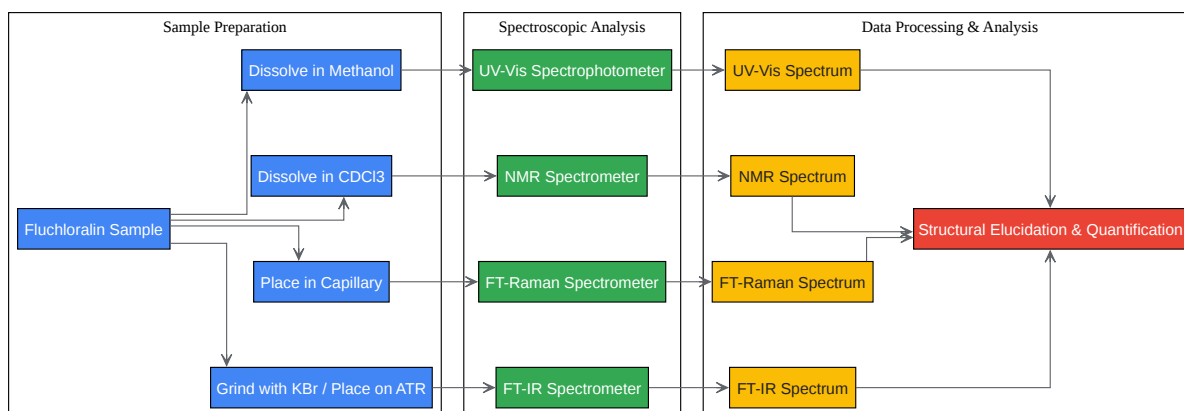 Sample Preparation
Spectroscopic Analysis
Data Processing & Analysis
Dissolve in Methanol
UV-Vis Spectrophotometer
UV-Vis Spectrum
Dissolve in CDCl3
NMR Spectrometer
NMR Spectrum
Fluchloralin Sample
Structural Elucidation & Quantification
Place in Capillary
FT-Raman Spectrometer
FT-Raman Spectrum
Grind with KBr / Place on ATR
FT-IR Spectrometer
FT-IR Spectrum